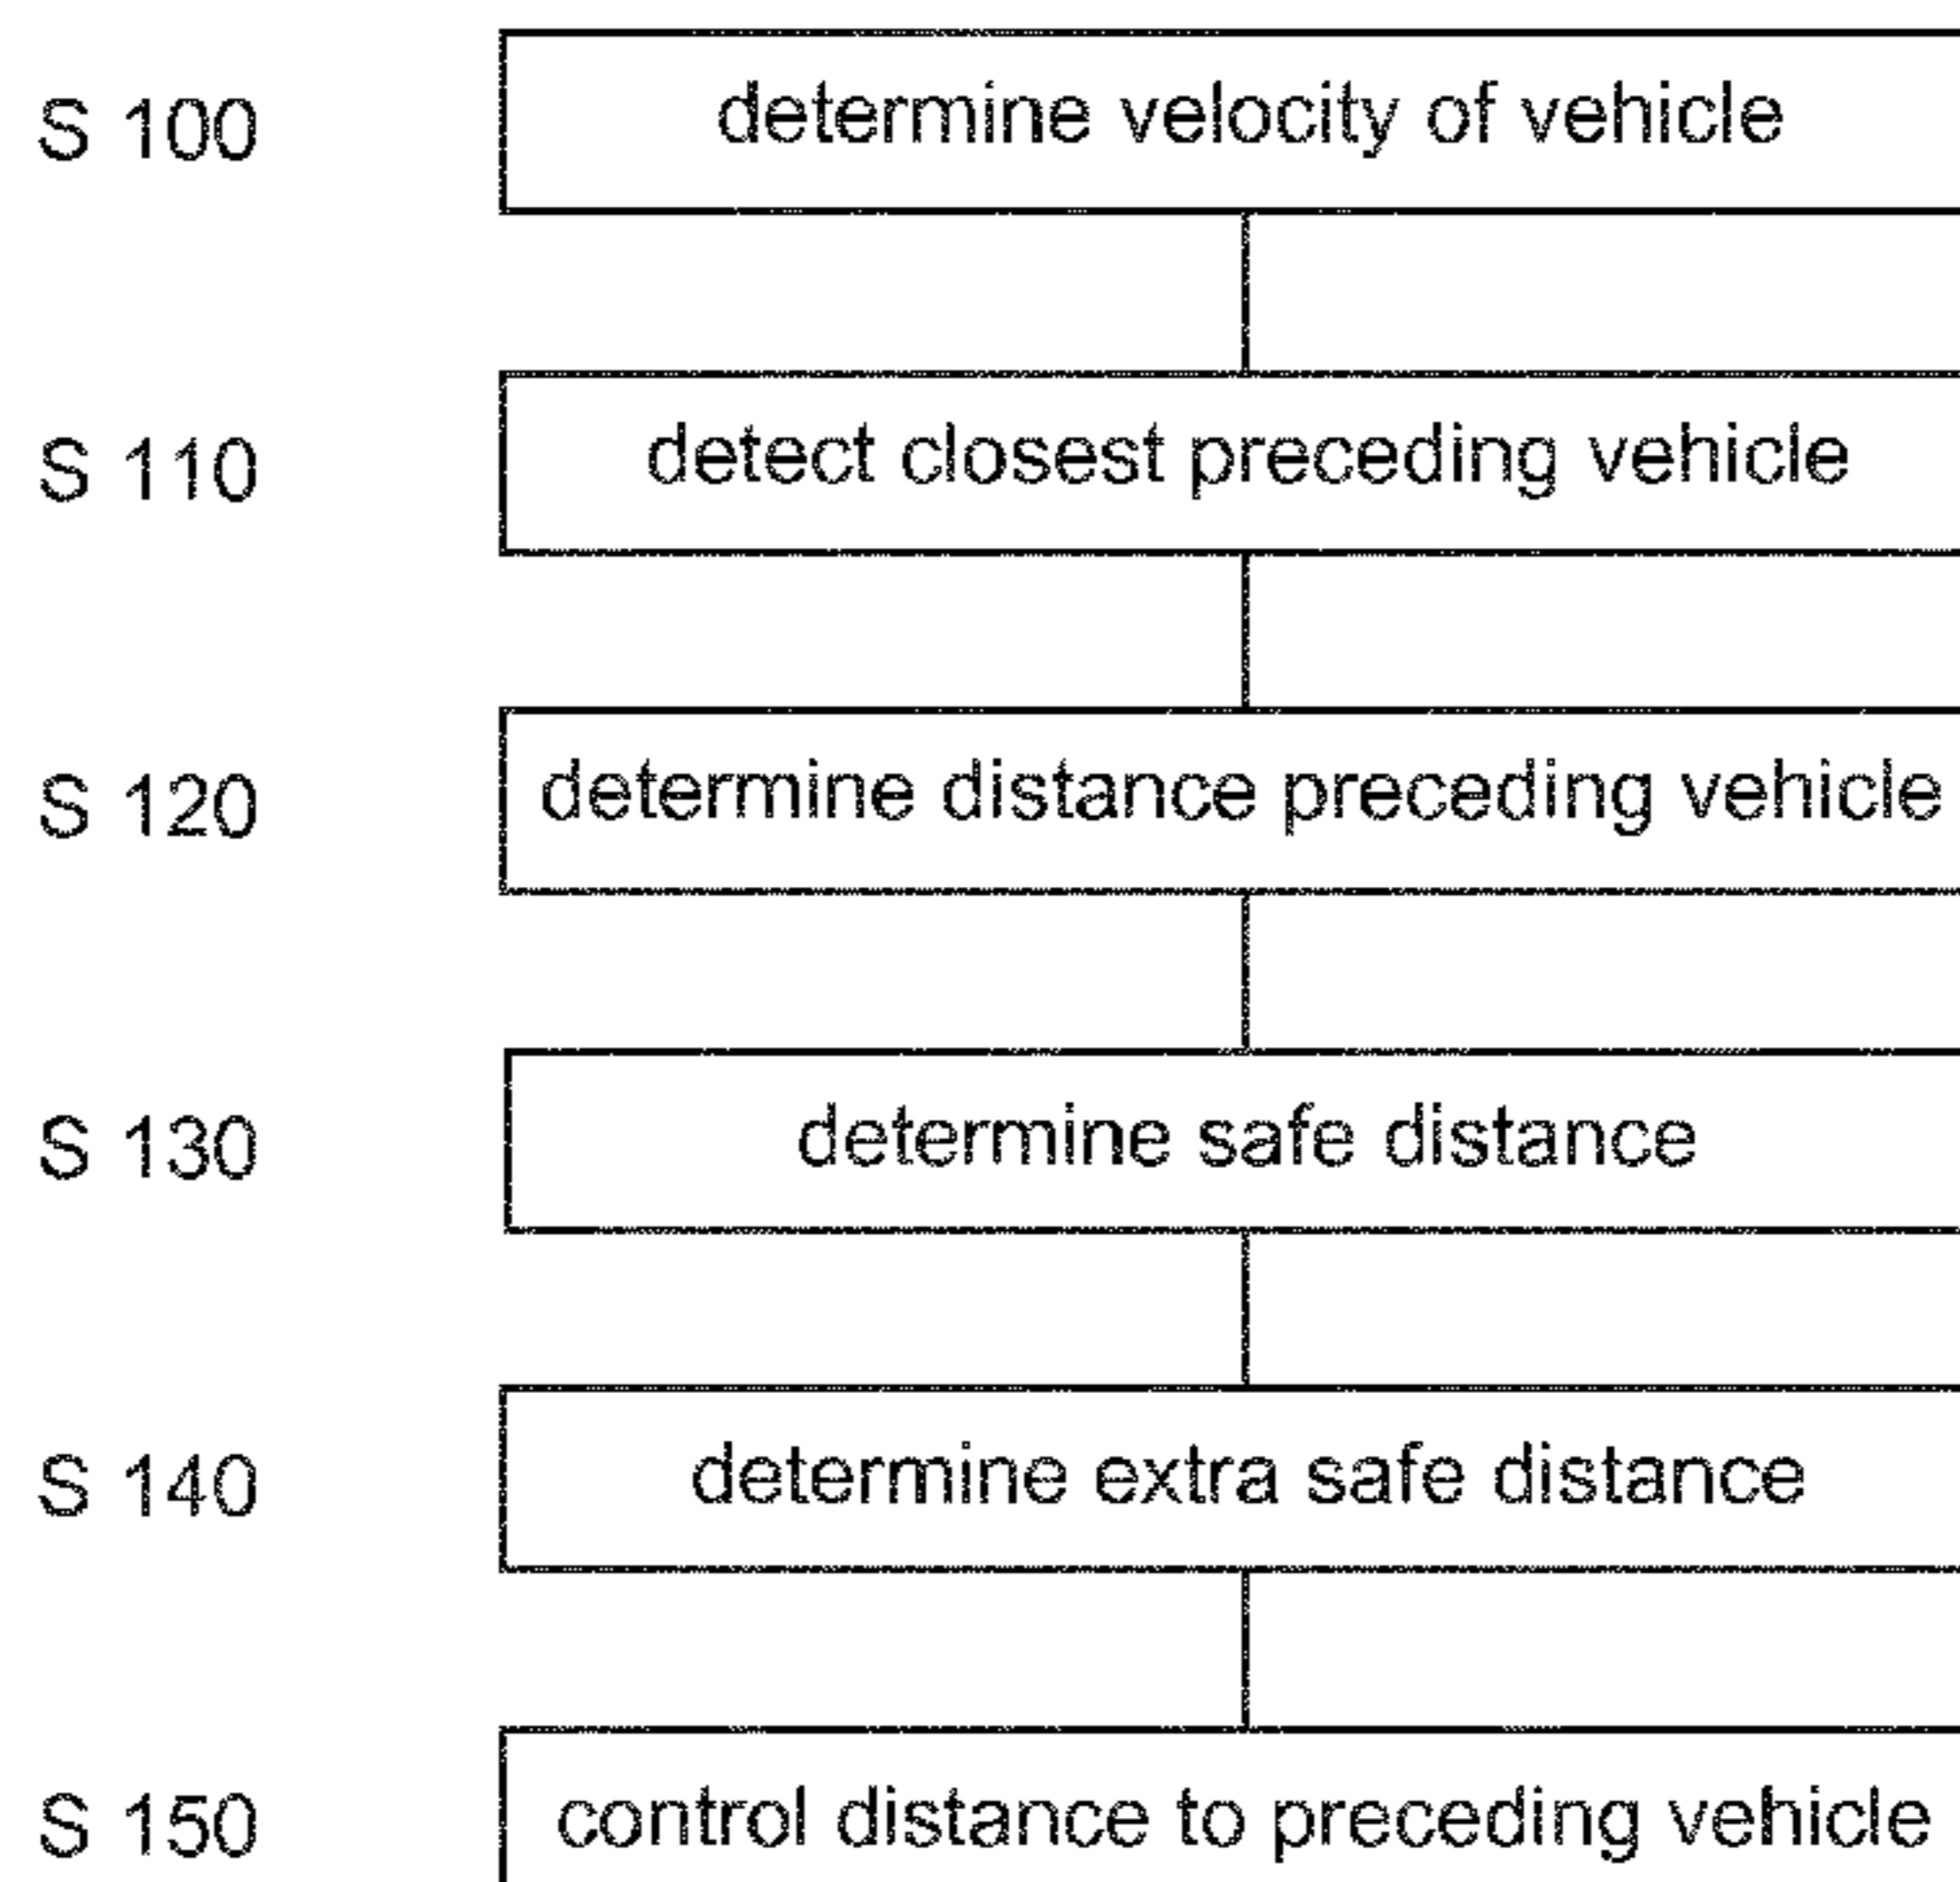 S 100 determine velocity of vehicle
S 110 detect closest preceding vehicle
S 120 determine distance preceding vehicle
S 130 determine safe distance
S 140 determine extra safe distance
S 150 control distance to preceding vehicle